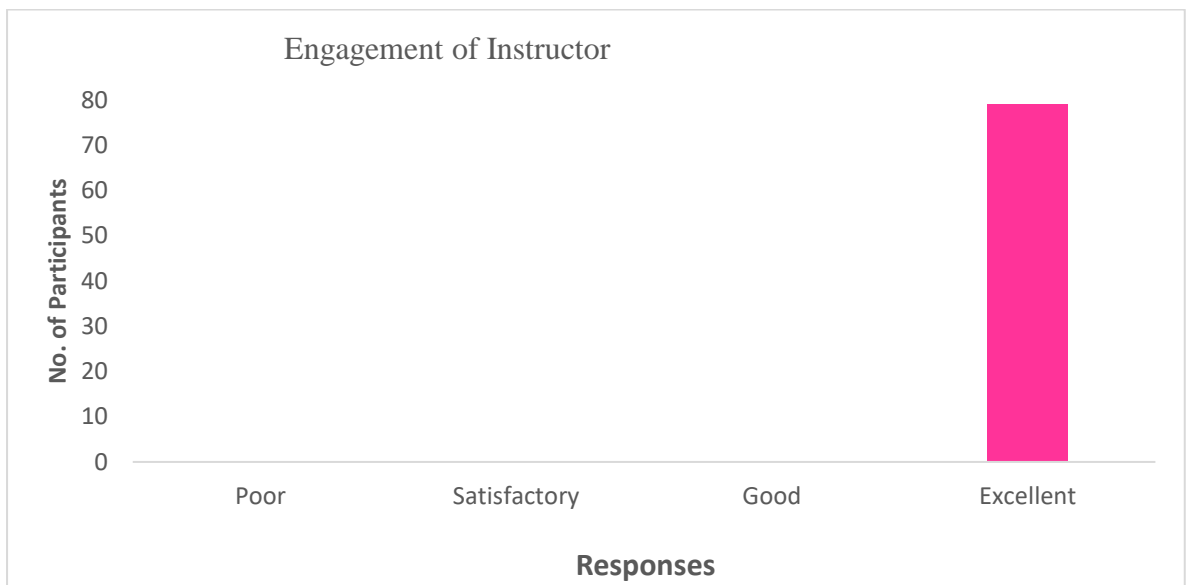 Engagement of Instructor
80
70
60
50
40
30
20
10
0
No. of Participants
Poor Satisfactory Good Excellent
Responses